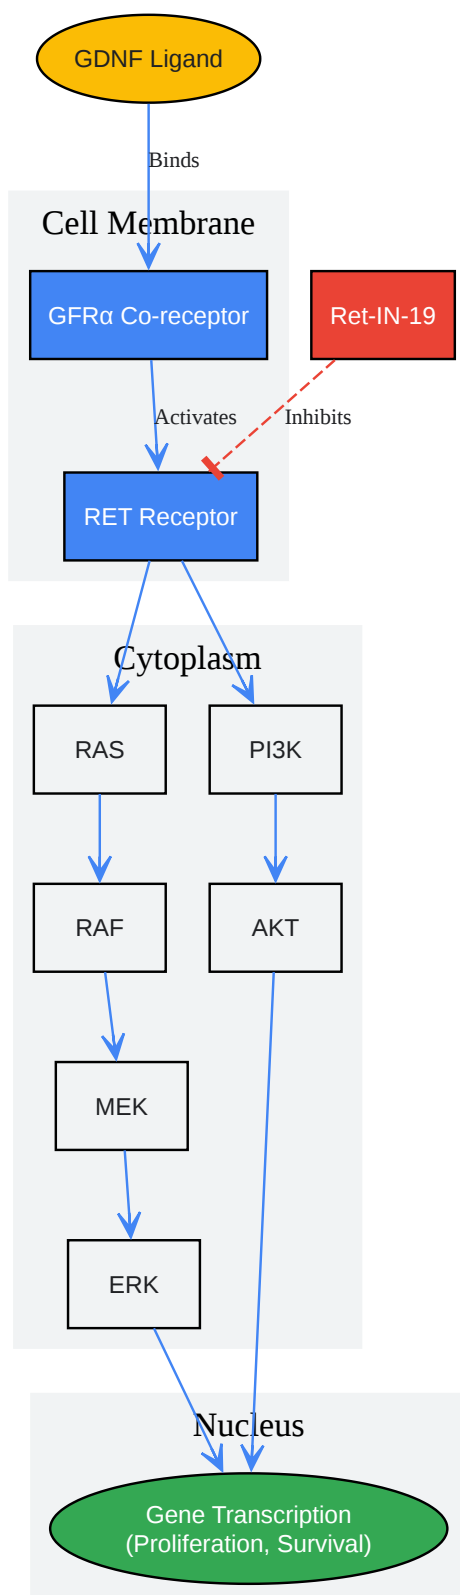 GDNF Ligand
Binds
Cell Membrane
GFRα Co-receptor
Ret-IN-19
Activates
Inhibits
RET Receptor
Cytoplasm
RAS
PI3K
RAF
AKT
MEK
ERK
Nucleus
Gene Transcription
(Proliferation, Survival)